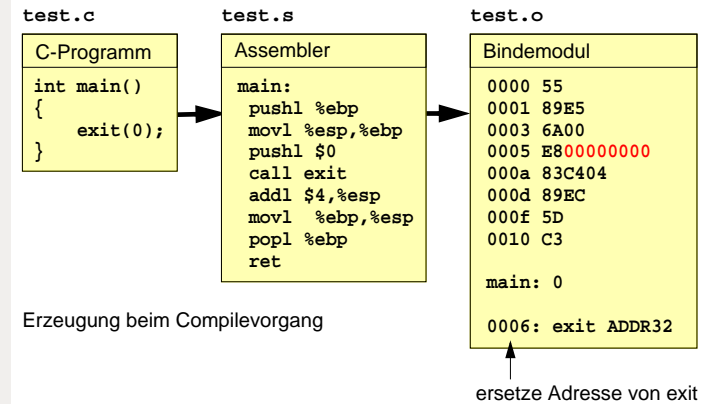 test.c
C-Programm
int main()
{
exit(0);
}
test.s
Assembler
main:
pushl %ebp
movl %esp,%ebp
pushl $0
call exit
addl $4,%esp
movl %ebp,%esp
popl %ebp
ret
test.o
Bindemodul
0000 55
0001 89E5
0003 6A00
0005 E800000000
000a 83C404
000d 89EC
000f 5D
0010 C3
main: 0
0006: exit ADDR32
Erzeugung beim Compilevorgang
ersetze Adresse von exit